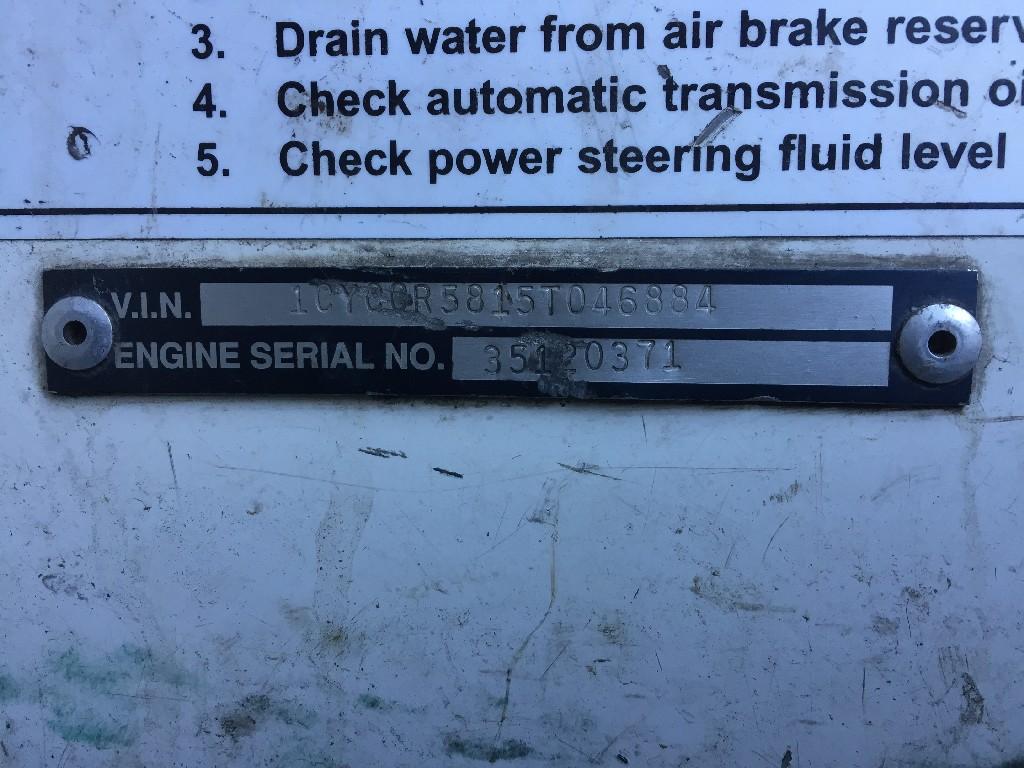 3. Drain water from air brake reserv
4. Check automatic transmission oi
5. Check power steering fluid level
V.I.N. 1CYCCR5815T046884
ENGINE SERIAL NO. 35120371